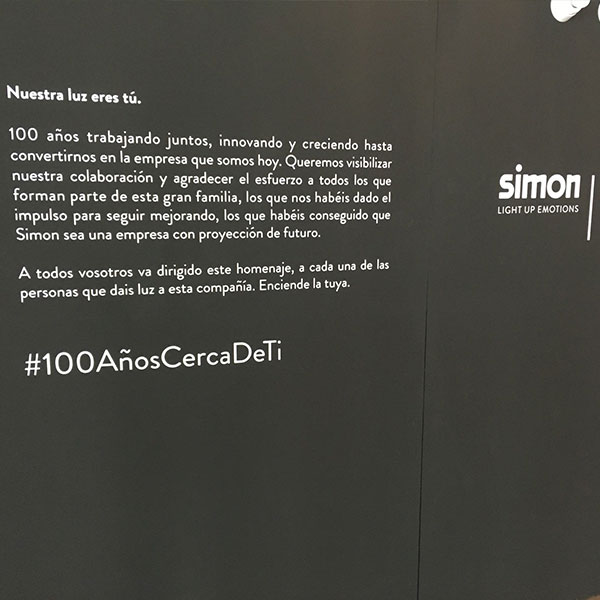 Nuestra luz eres tú.
100 años trabajando juntos, innovando y creciendo hasta
convertirnos en la empresa que somos hoy. Queremos visibilizar
nuestra colaboración y agradecer el esfuerzo a todos los que
forman parte de esta gran familia, los que nos habéis dado el
impulso para seguir mejorando, los que habéis conseguido que
Simon sea una empresa con proyección de futuro.
A todos vosotros va dirigido este homenaje, a cada una de las
personas que dais luz a esta compañía. Enciende la tuya.
#100AñosCercaDeTi
simon
LIGHT UP EMOTIONS